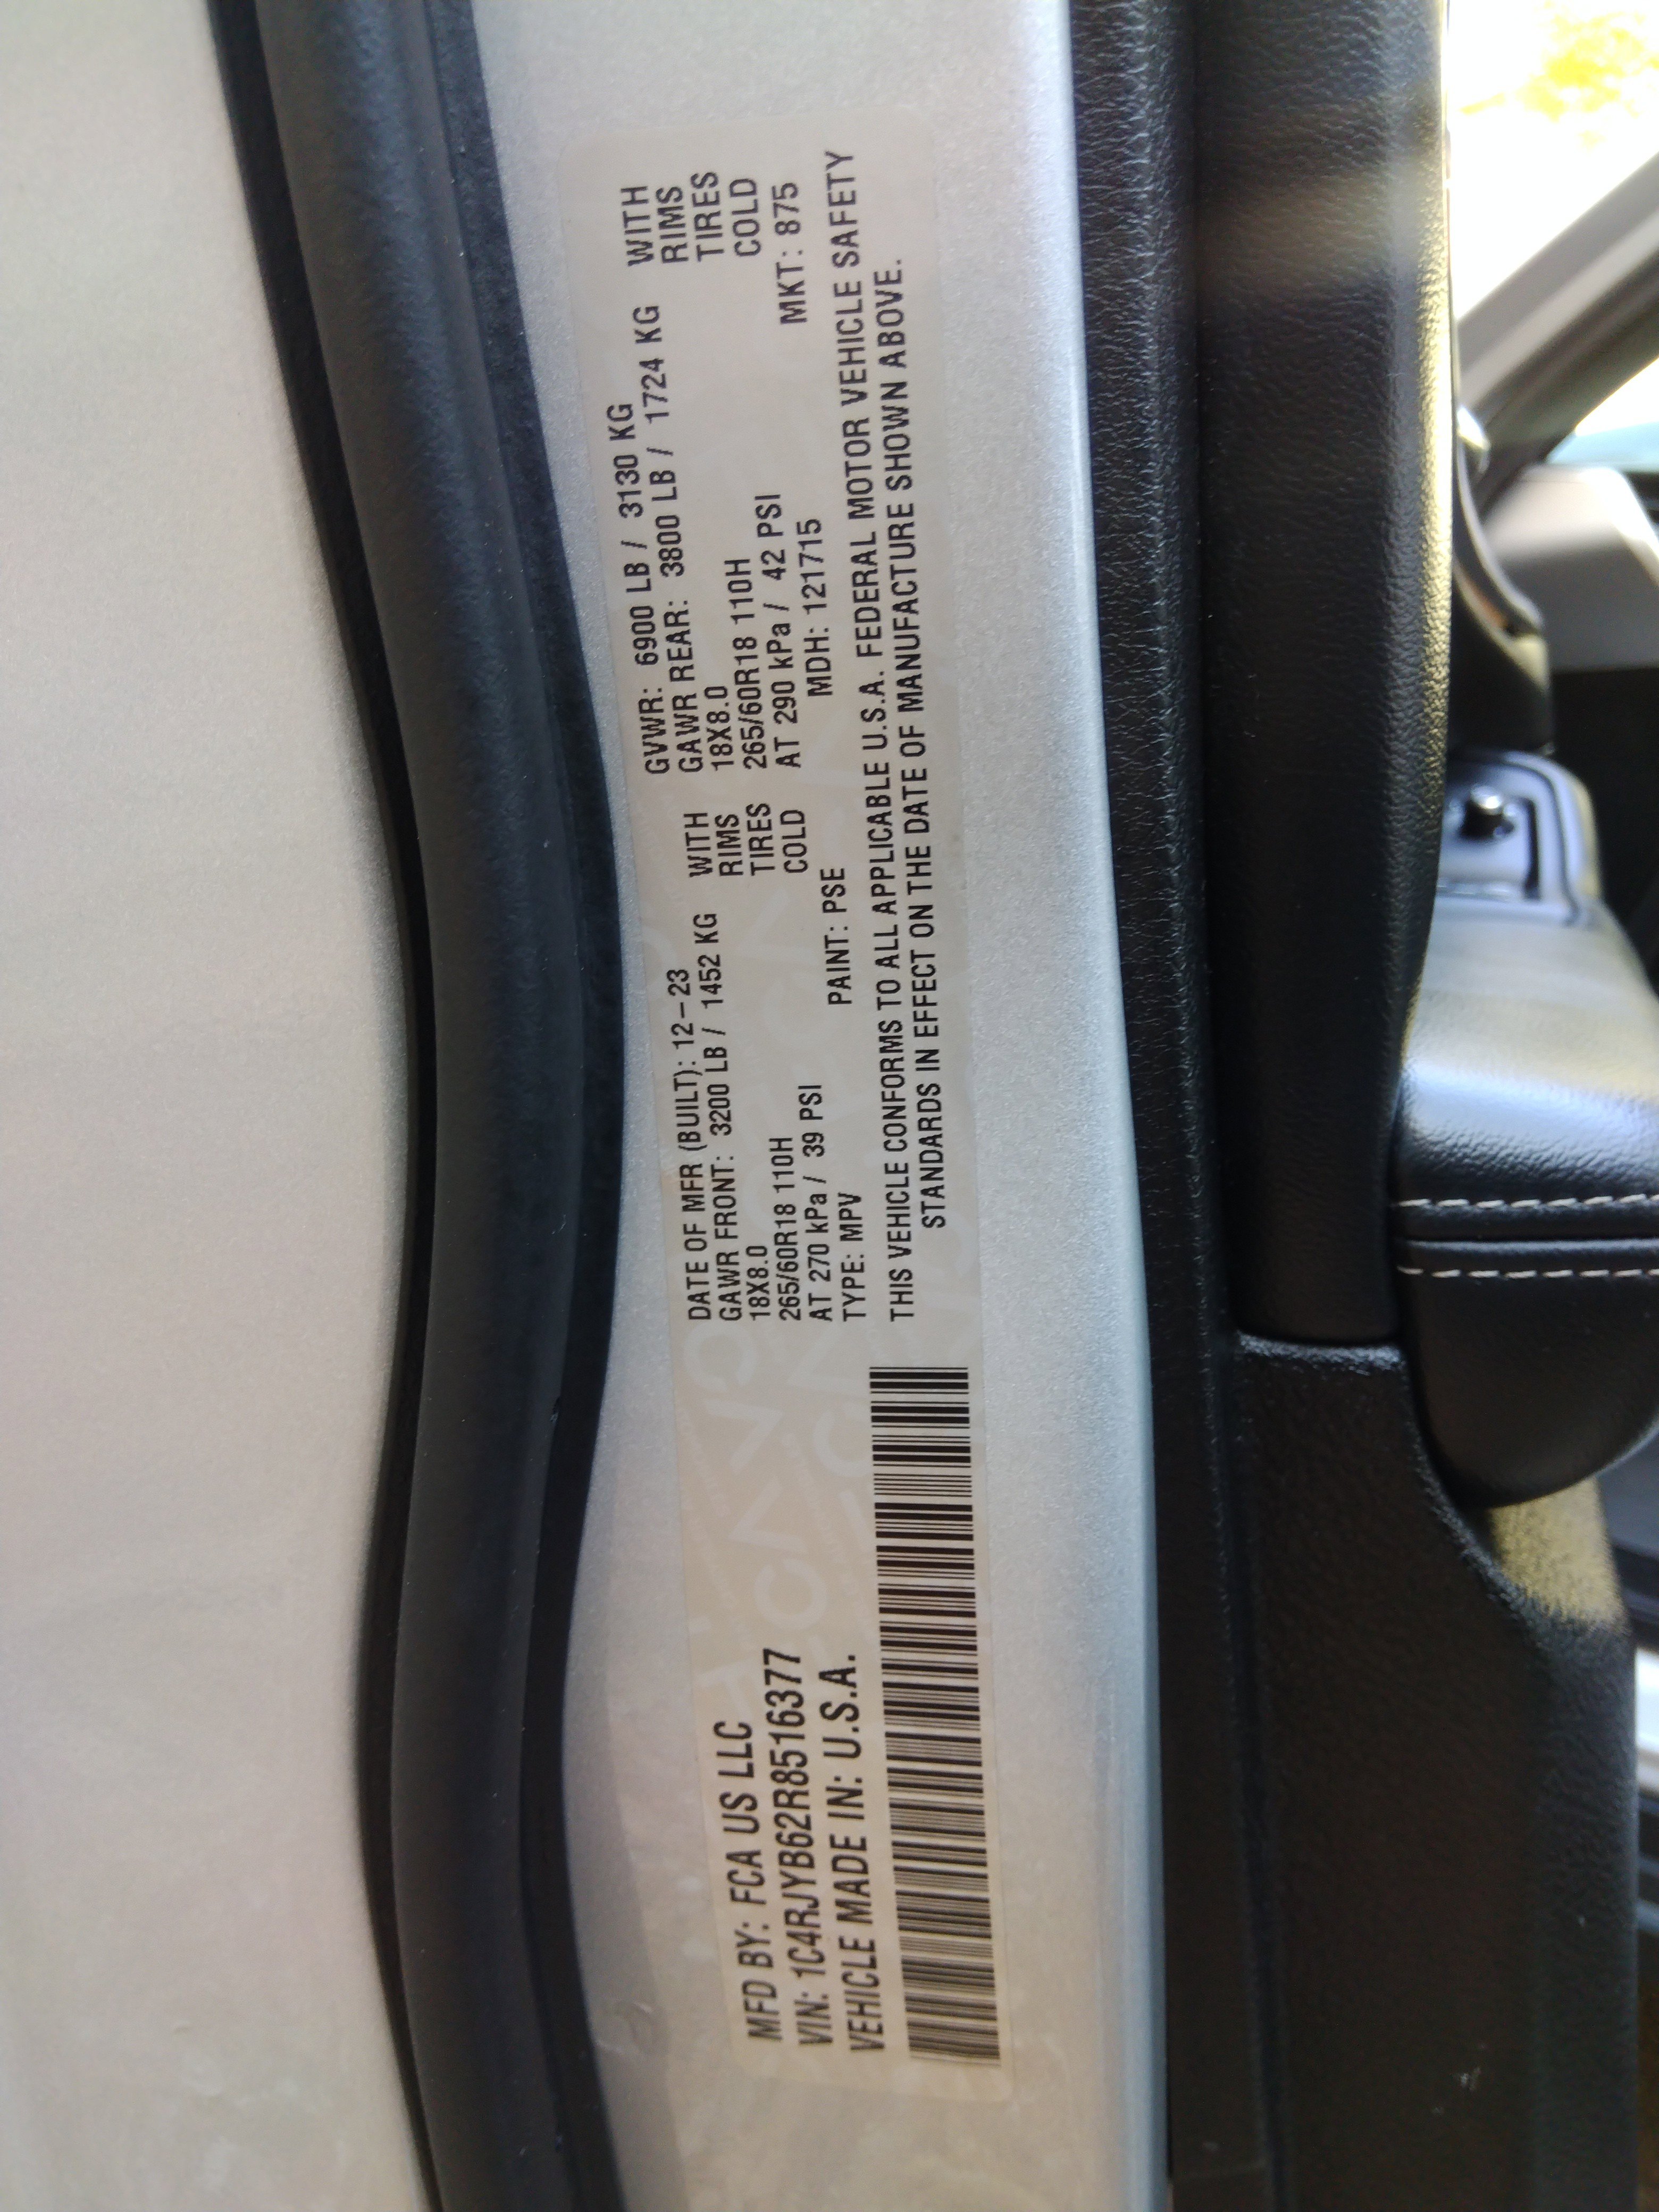 MFD BY: FCA US LLC
VIN: 1C4RJYB62R8516377
VEHICLE MADE IN: U.S.A.
DATE OF MFR (BUILT): 12-23
GAWR FRONT: 3200 LB / 1452 KG WITH
18X8.0 RIMS
265/60R18 110H TIRES
AT 270 kPa / 39 PSI COLD
TYPE: MPV PAINT: PSE
GVWR: 6900 LB / 3130 KG
GAWR REAR: 3800 LB / 1724 KG WITH
18X8.0 RIMS
265/60R18 110H TIRES
AT 290 kPa / 42 PSI COLD
MDH: 121715 MKT: 875
THIS VEHICLE CONFORMS TO ALL APPLICABLE U.S.A. FEDERAL MOTOR VEHICLE SAFETY
STANDARDS IN EFFECT ON THE DATE OF MANUFACTURE SHOWN ABOVE.